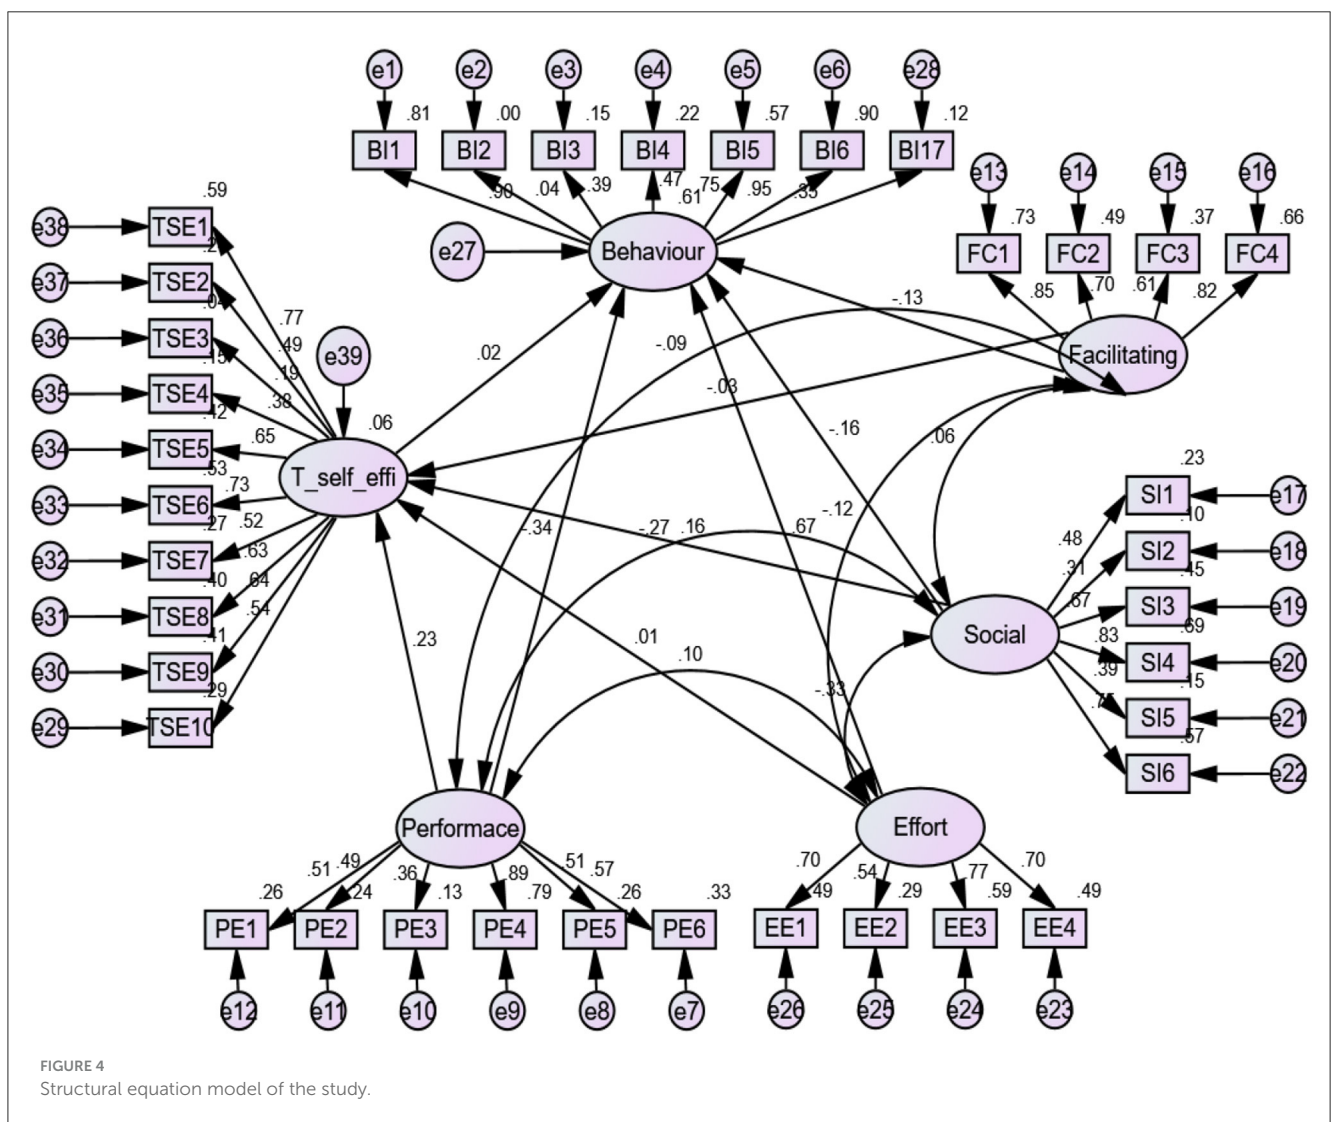 e1 e2 e3 e4 e5 e6 e28
.81 .00 .15 .22 .57 .90 .12
BI1 BI2 BI3 BI4 BI5 BI6 BI17
.90 .04 .39 .47 .75 .95 .35
.61
e27 Behaviour
e13 e14 e15 e16
.73 .49 .37 .66
FC1 FC2 FC3 FC4
.85 .70 .61 .82
Facilitating
.59
e38 TSE1
e37 TSE2
.04
e36 TSE3
.15
e35 TSE4
.42
e34 TSE5
.53
e33 TSE6
.27
e32 TSE7
.40
e31 TSE8
.41
e30 TSE9
.29
e29 TSE10
.77
.49
.19
.38
.65
.73
.52
.63
.64
.54
e39
.06
T_self_effi
.02
-.13
-.09
-.03
-.16
.06
-.12
-.34
-.27 .16
.67
.23
.01
.10
-.33
.23
SI1 e17
.10
SI2 e18
.45
SI3 e19
.69
SI4 e20
.15
SI5 e21
.57
SI6 e22
.48
.31
.67
.83
.39
Social
Performace
.51 .49 .36 .89 .51 .57
.26 .24 .13 .79 .26 .33
PE1 PE2 PE3 PE4 PE5 PE6
e12 e11 e10 e9 e8 e7
Effort
.70 .54 .77 .70
.49 .29 .59 .49
EE1 EE2 EE3 EE4
e26 e25 e24 e23
FIGURE 4
Structural equation model of the study.